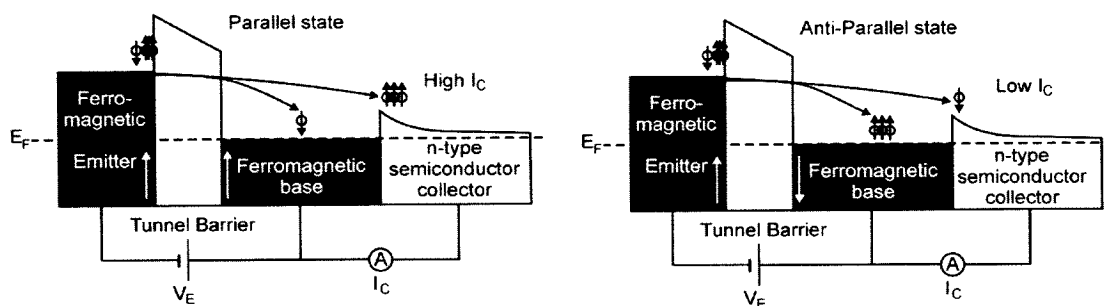 Parallel state
High I_C
Ferro-
magnetic
E_F
Emitter
Ferromagnetic
base
n-type
semiconductor
collector
Tunnel Barrier
A
V_E
I_C
Anti-Parallel state
Low I_C
Ferro-
magnetic
E_F
Emitter
Ferromagnetic
base
n-type
semiconductor
collector
Tunnel Barrier
A
V_E
I_C